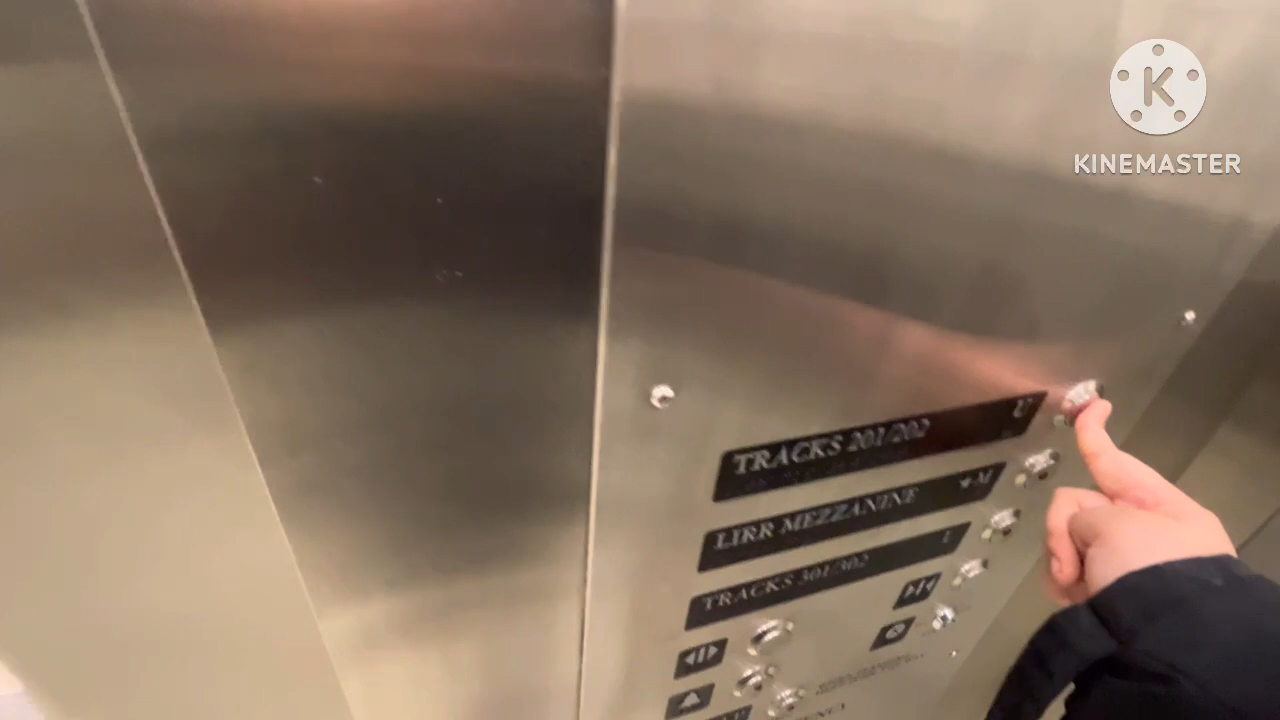 K
KINEMASTER
TRACKS 201/202 U
LIRR MEZZANINE ★M
TRACKS 301/302 L